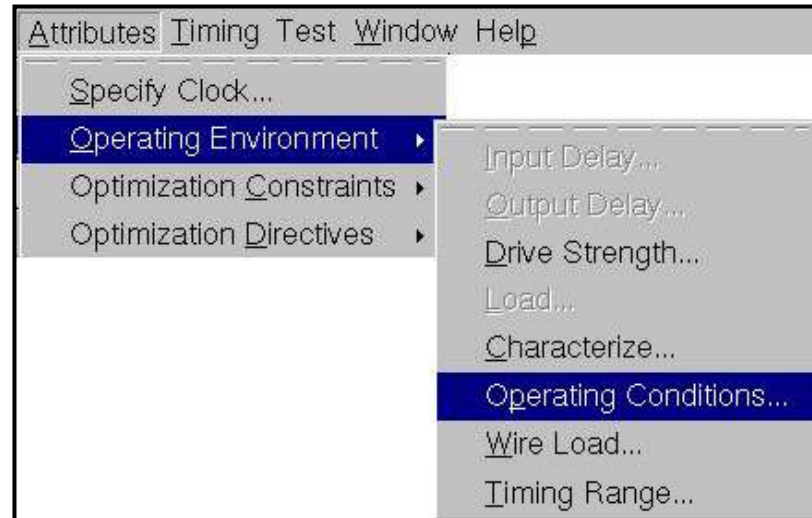 Attributes Timing Test Window Help
Specify Clock...
Operating Environment
Optimization Constraints
Optimization Directives
Input Delay...
Output Delay...
Drive Strength...
Load...
Characterize...
Operating Conditions...
Wire Load...
Timing Range...